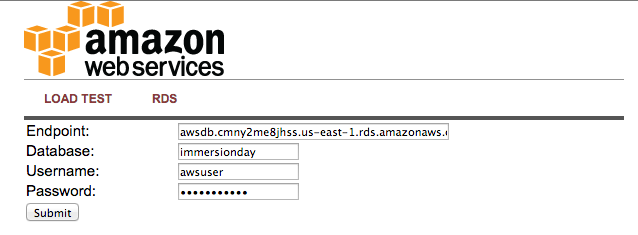 amazon
webservices
LOAD TEST RDS
Endpoint: awsdb.cmny2me8jhss.us-east-1.rds.amazonaws.
Database: immersionday
Username: awsuser
Password: •••••••••••
Submit